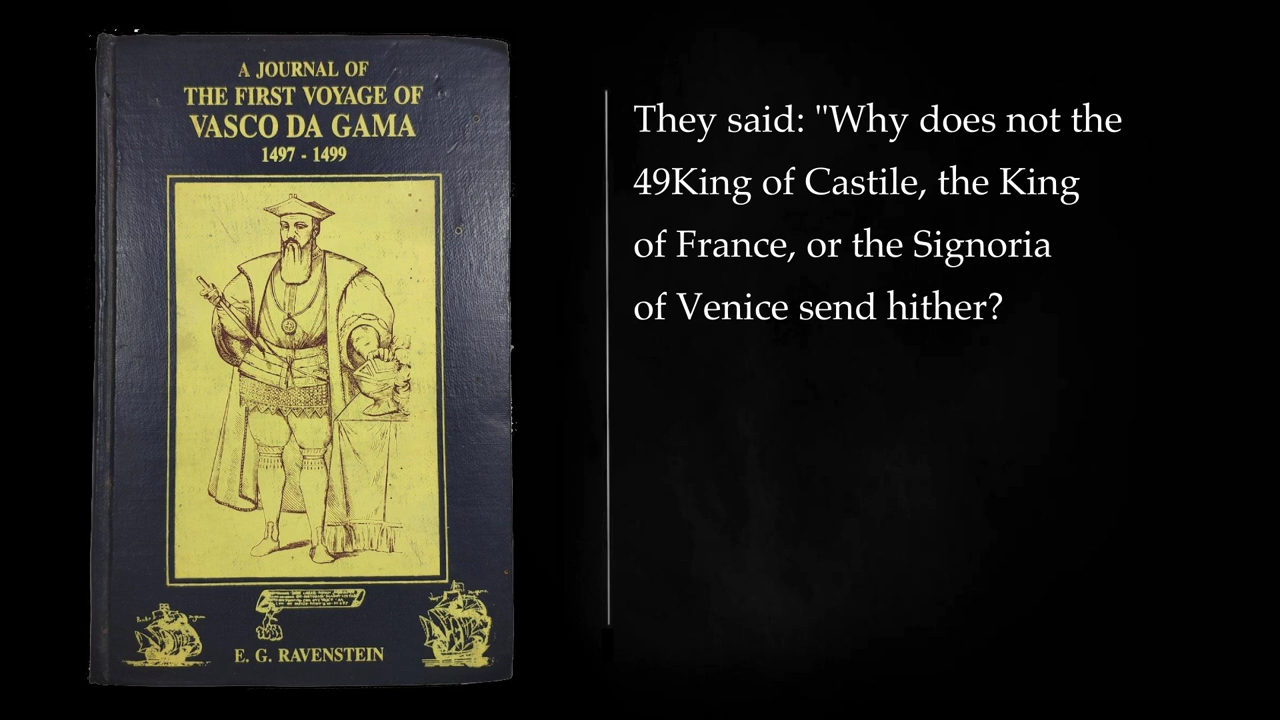 A JOURNAL OF
THE FIRST VOYAGE OF
VASCO DA GAMA
1497 - 1499
E. G. RAVENSTEIN
They said: "Why does not the
49King of Castile, the King
of France, or the Signoria
of Venice send hither?